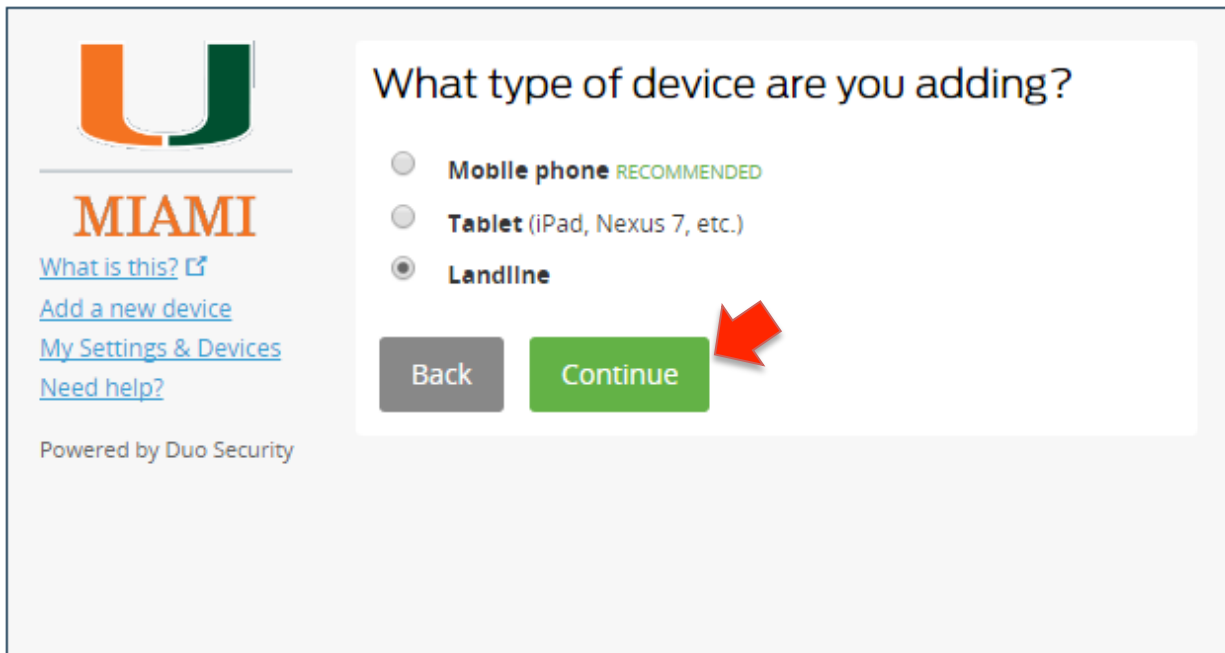 U
MIAMI
What is this?
Add a new device
My Settings & Devices
Need help?
Powered by Duo Security
What type of device are you adding?
Mobile phone RECOMMENDED
Tablet (iPad, Nexus 7, etc.)
Landline
Back
Continue